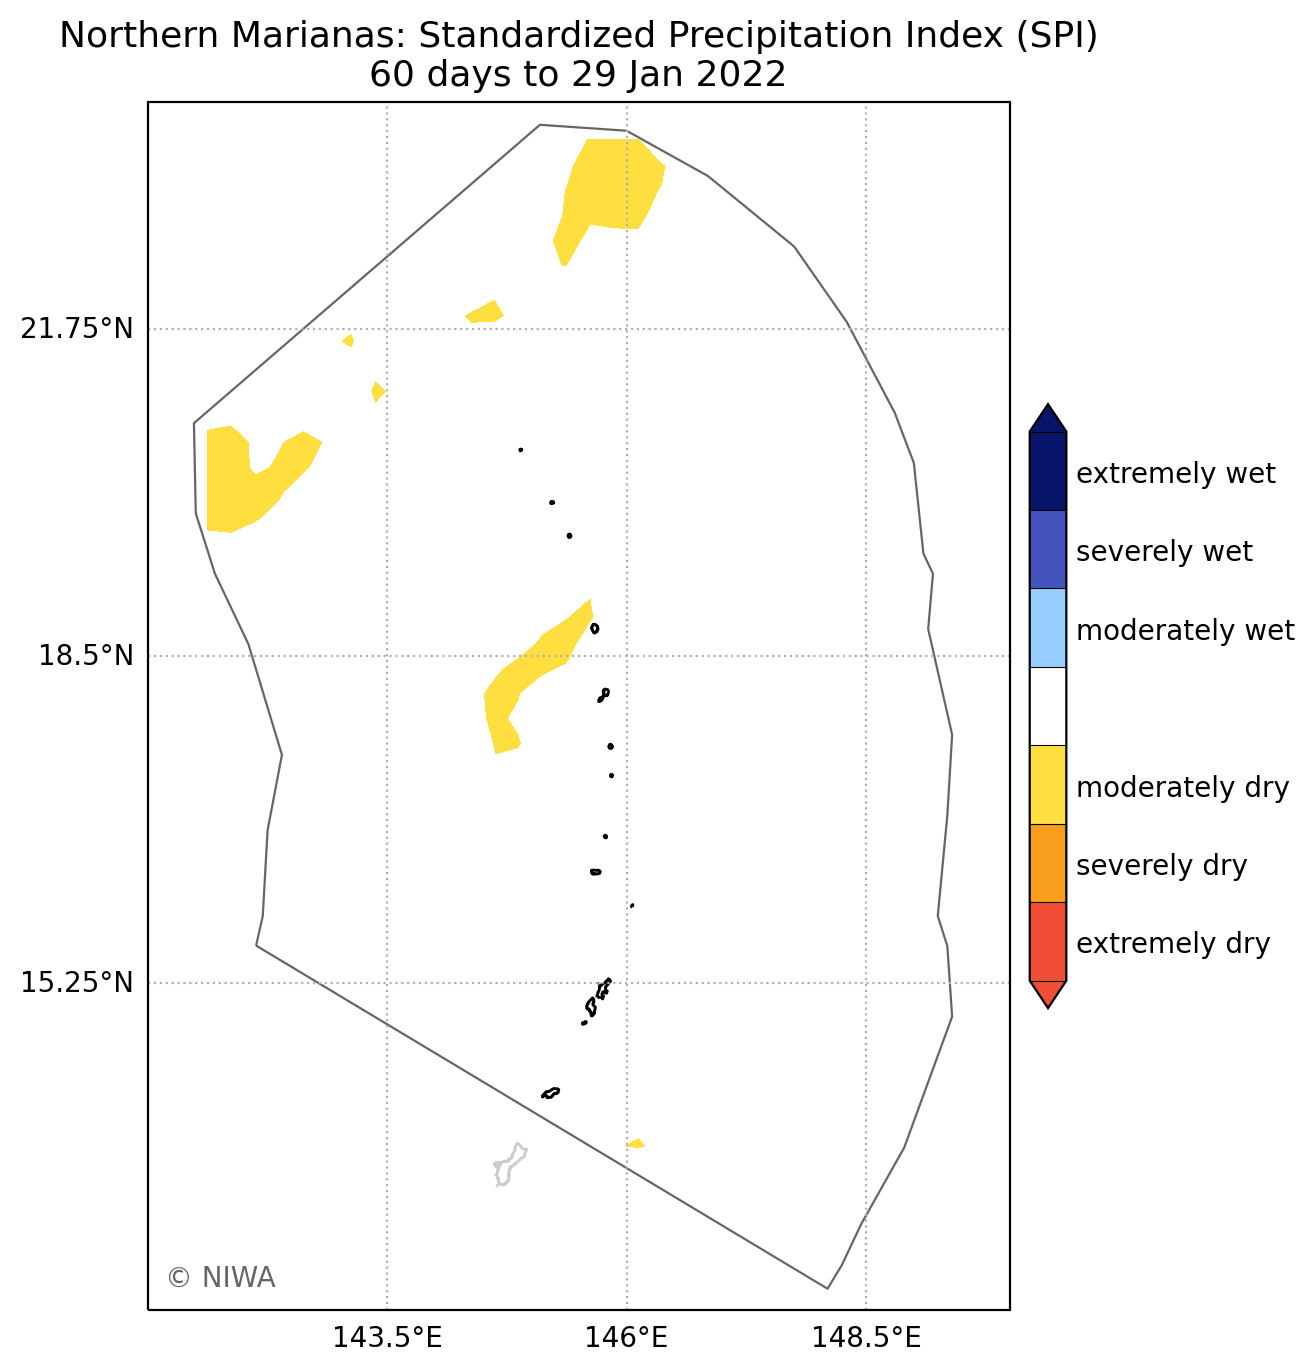 Northern Marianas: Standardized Precipitation Index (SPI)
60 days to 29 Jan 2022
21.75°N
18.5°N
15.25°N
143.5°E
146°E
148.5°E
extremely wet
severely wet
moderately wet
moderately dry
severely dry
extremely dry
© NIWA